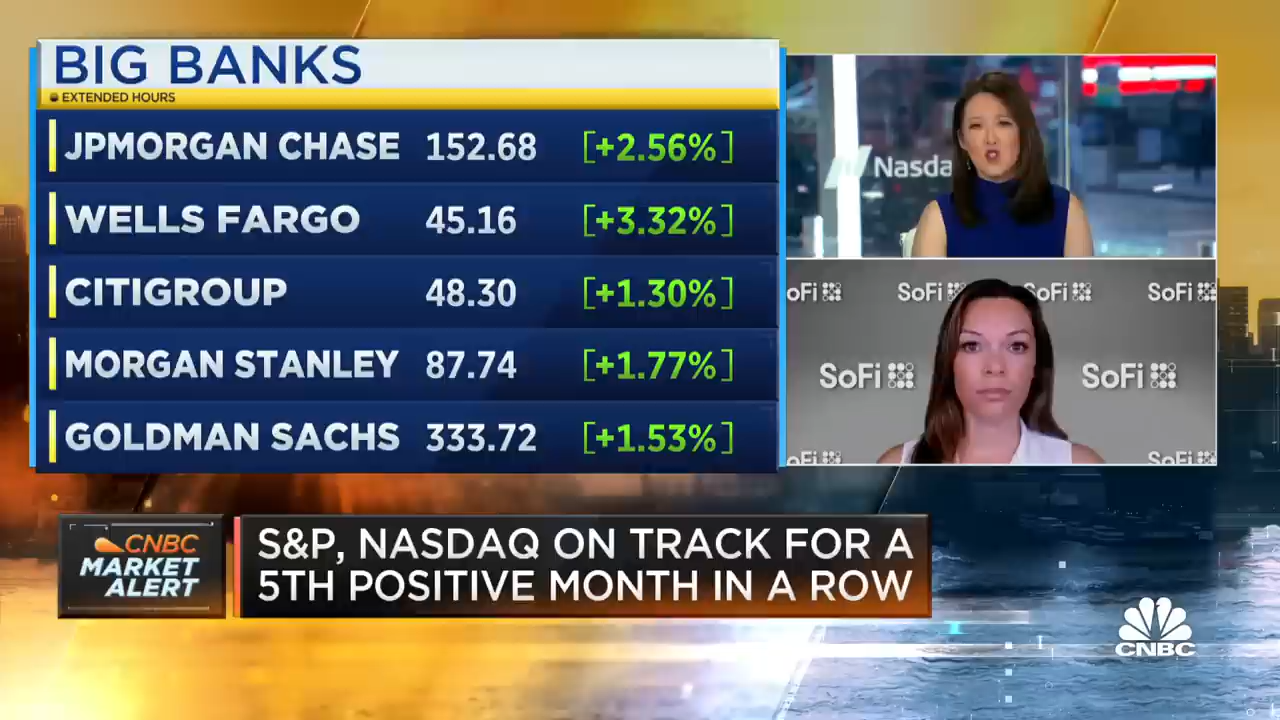 BIG BANKS
EXTENDED HOURS
JPMORGAN CHASE 152.68 [+2.56%]
WELLS FARGO 45.16 [+3.32%]
CITIGROUP 48.30 [+1.30%]
MORGAN STANLEY 87.74 [+1.77%]
GOLDMAN SACHS 333.72 [+1.53%]
Nasda
oFi SoFi SoFi SoFi
SoFi SoFi
oFi SoFi
CNBC
MARKET
ALERT
S&P, NASDAQ ON TRACK FOR A
5TH POSITIVE MONTH IN A ROW
CNBC